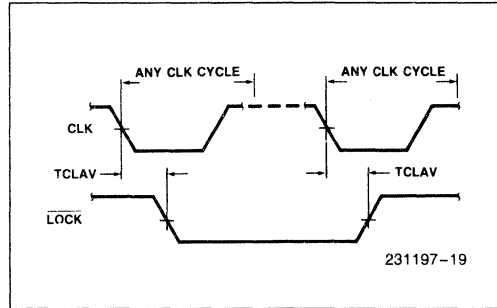 ANY CLK CYCLE ANY CLK CYCLE
CLK
TCLAV TCLAV
LOCK
231197-19